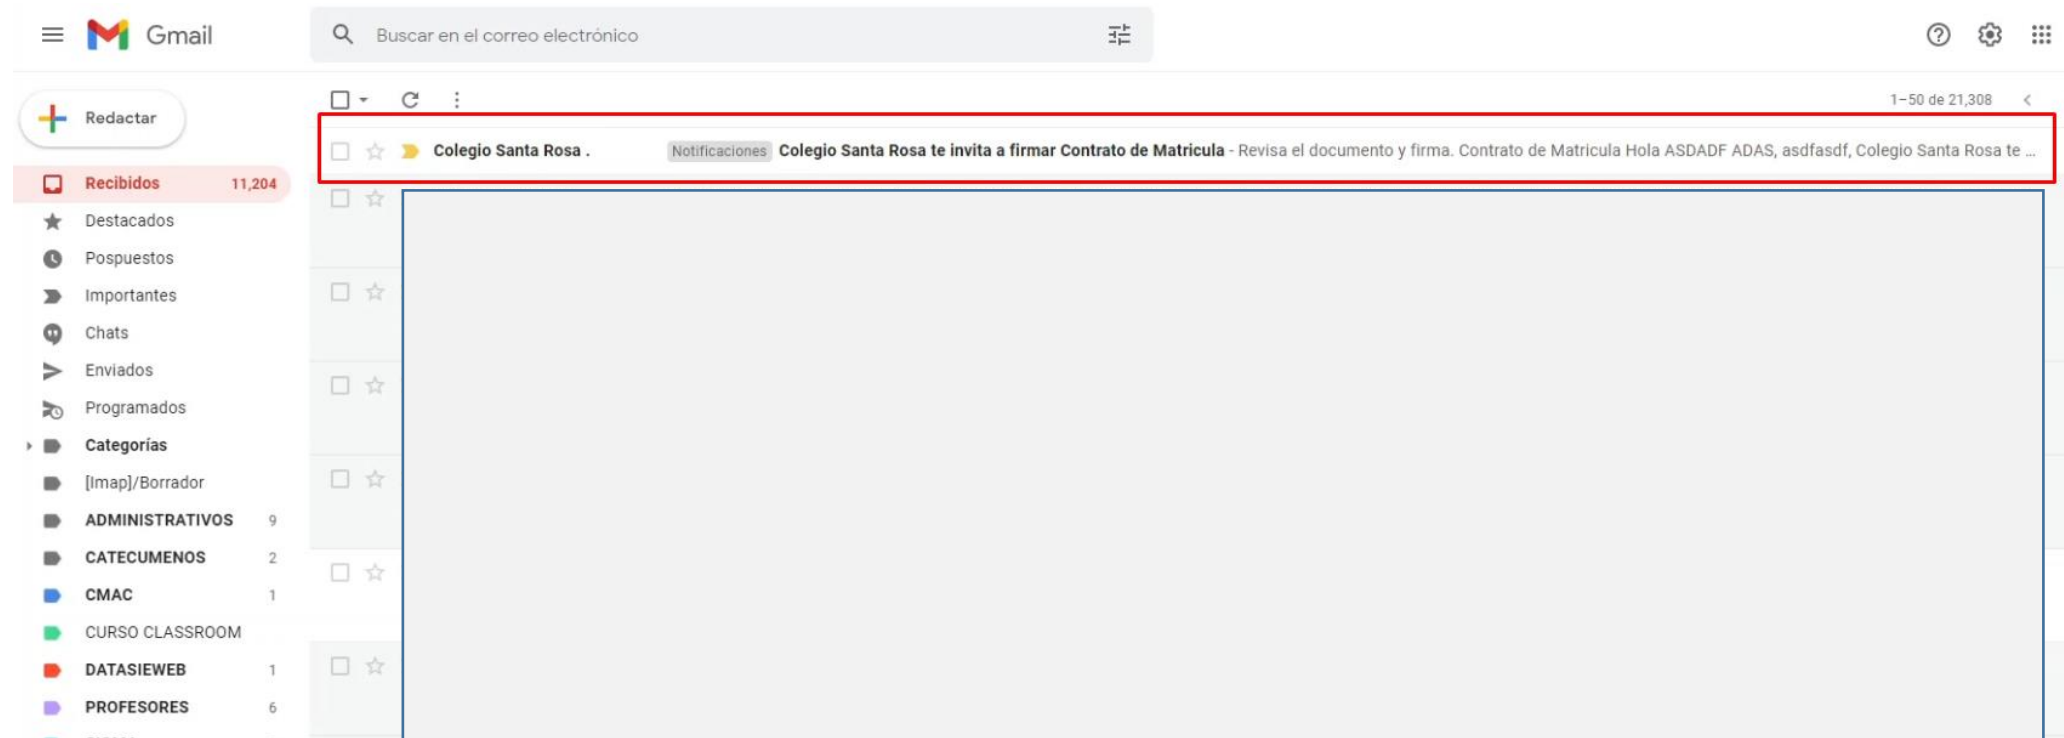 Gmail
Buscar en el correo electrónico
1–50 de 21,308
Redactar
Colegio Santa Rosa . Notificaciones Colegio Santa Rosa te invita a firmar Contrato de Matricula - Revisa el documento y firma. Contrato de Matricula Hola ASDADF ADAS, asdfasdf, Colegio Santa Rosa te ...
Recibidos 11,204
Destacados
Pospuestos
Importantes
Chats
Enviados
Programados
Categorías
[Imap]/Borrador
ADMINISTRATIVOS 9
CATECUMENOS 2
CMAC 1
CURSO CLASSROOM
DATASIEWEB 1
PROFESORES 6